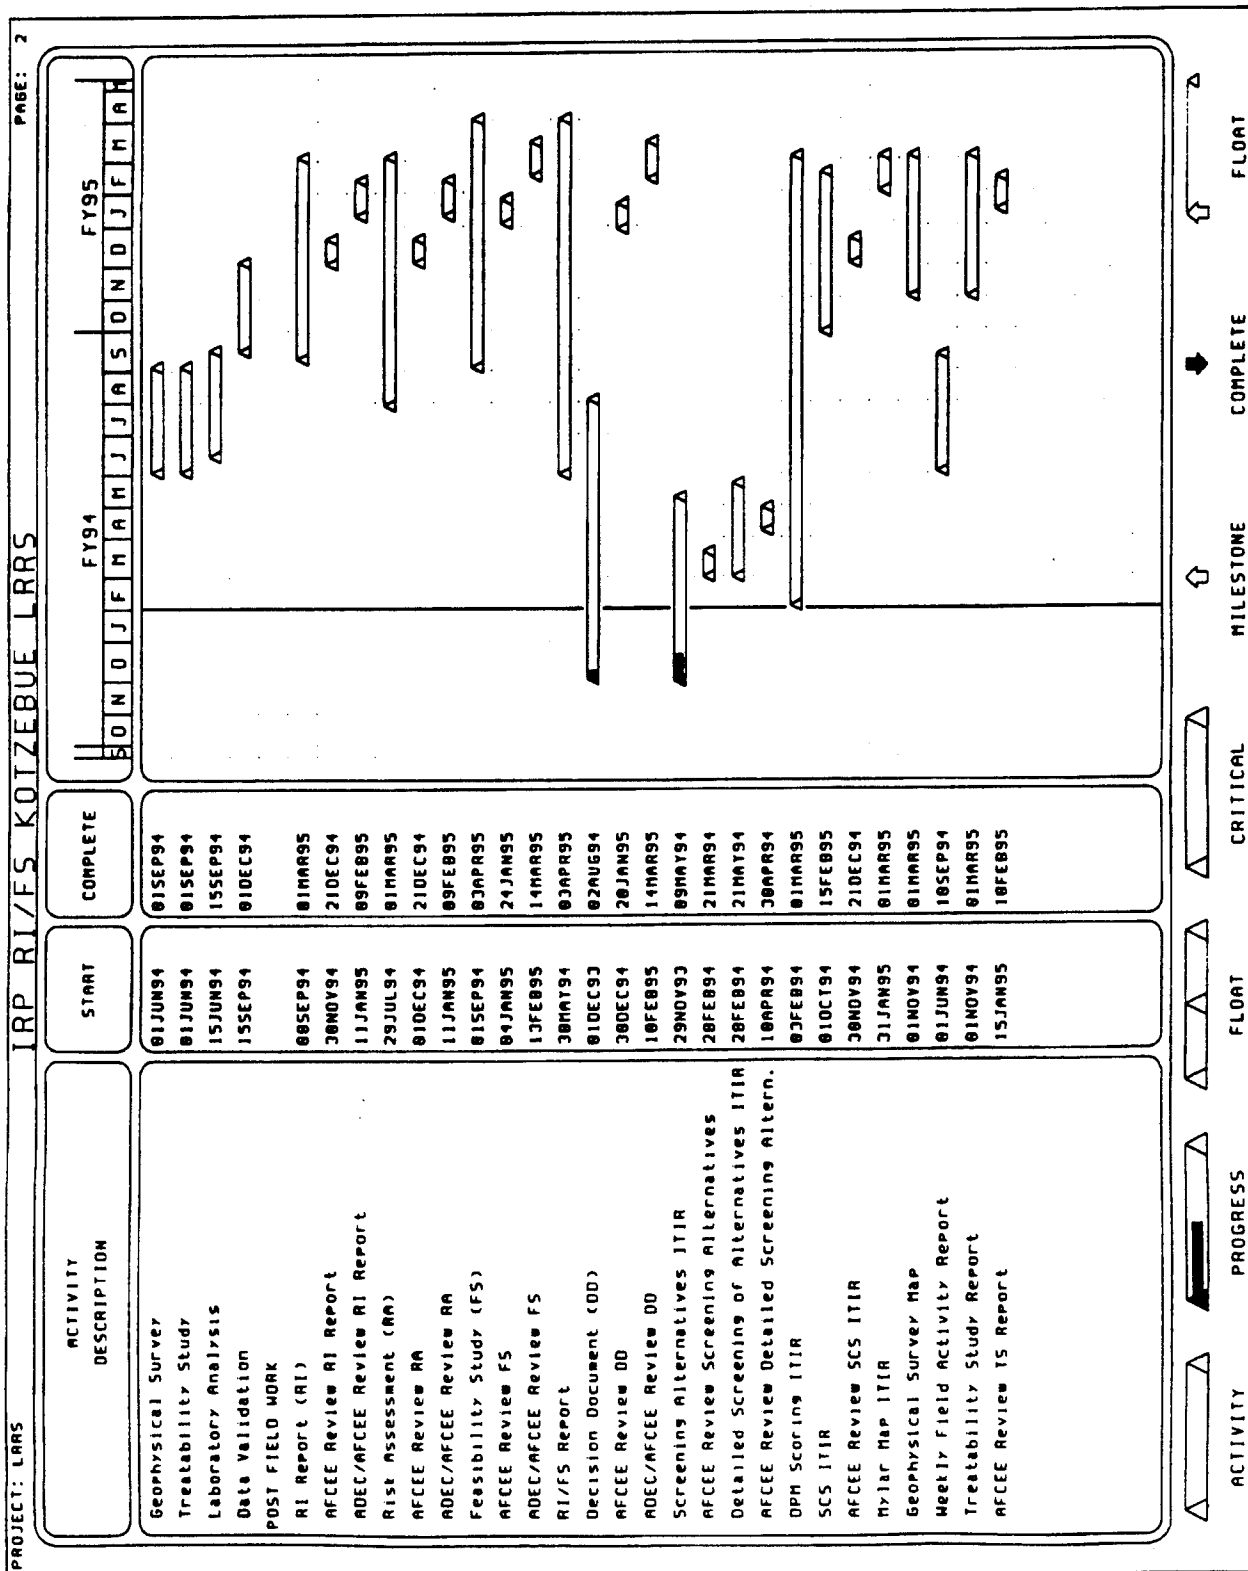 PROJECT: LRRS
IRP RI/FS KOTZEBUE LRRS
PAGE: 2
ACTIVITY DESCRIPTION START COMPLETE FY94 FY95
S O N D J F M A M J J A S O N D J F M A M
Geophysical Survey 01JUN94 01SEP94
Treatability Study 01JUN94 01SEP94
Laboratory Analysis 15JUN94 15SEP94
Data Validation 15SEP94 01DEC94
POST FIELD WORK
RI Report (RI) 08SEP94 01MAR95
AFCEE Review RI Report 30NOV94 21DEC94
ADEC/AFCEE Review RI Report 11JAN95 09FEB95
Risk Assessment (RA) 29JUL94 01MAR95
AFCEE Review RA 01DEC94 21DEC94
ADEC/AFCEE Review RA 11JAN95 09FEB95
Feasibility Study (FS) 01SEP94 03APR95
AFCEE Review FS 04JAN95 24JAN95
ADEC/AFCEE Review FS 13FEB95 14MAR95
RI/FS Report 30MAY94 03APR95
Decision Document (DD) 01DEC93 02AUG94
AFCEE Review DD 30DEC94 20JAN95
ADEC/AFCEE Review DD 10FEB95 14MAR95
Screening Alternatives ITIR 29NOV93 09MAY94
AFCEE Review Screening Alternatives 28FEB94 21MAR94
Detailed Screening of Alternatives ITIR 28FEB94 21MAY94
AFCEE Review Detailed Screening Altern. 10APR94 30APR94
DPM Scoring ITIR 03FEB94 01MAR95
SCS ITIR 01OCT94 15FEB95
AFCEE Review SCS ITIR 30NOV94 21DEC94
Mylar Map ITIR 31JAN95 01MAR95
Geophysical Survey Map 01NOV94 01MAR95
Weekly Field Activity Report 01JUN94 10SEP94
Treatability Study Report 01NOV94 01MAR95
AFCEE Review TS Report 15JAN95 10FEB95
ACTIVITY PROGRESS FLOAT CRITICAL MILESTONE COMPLETE FLOAT